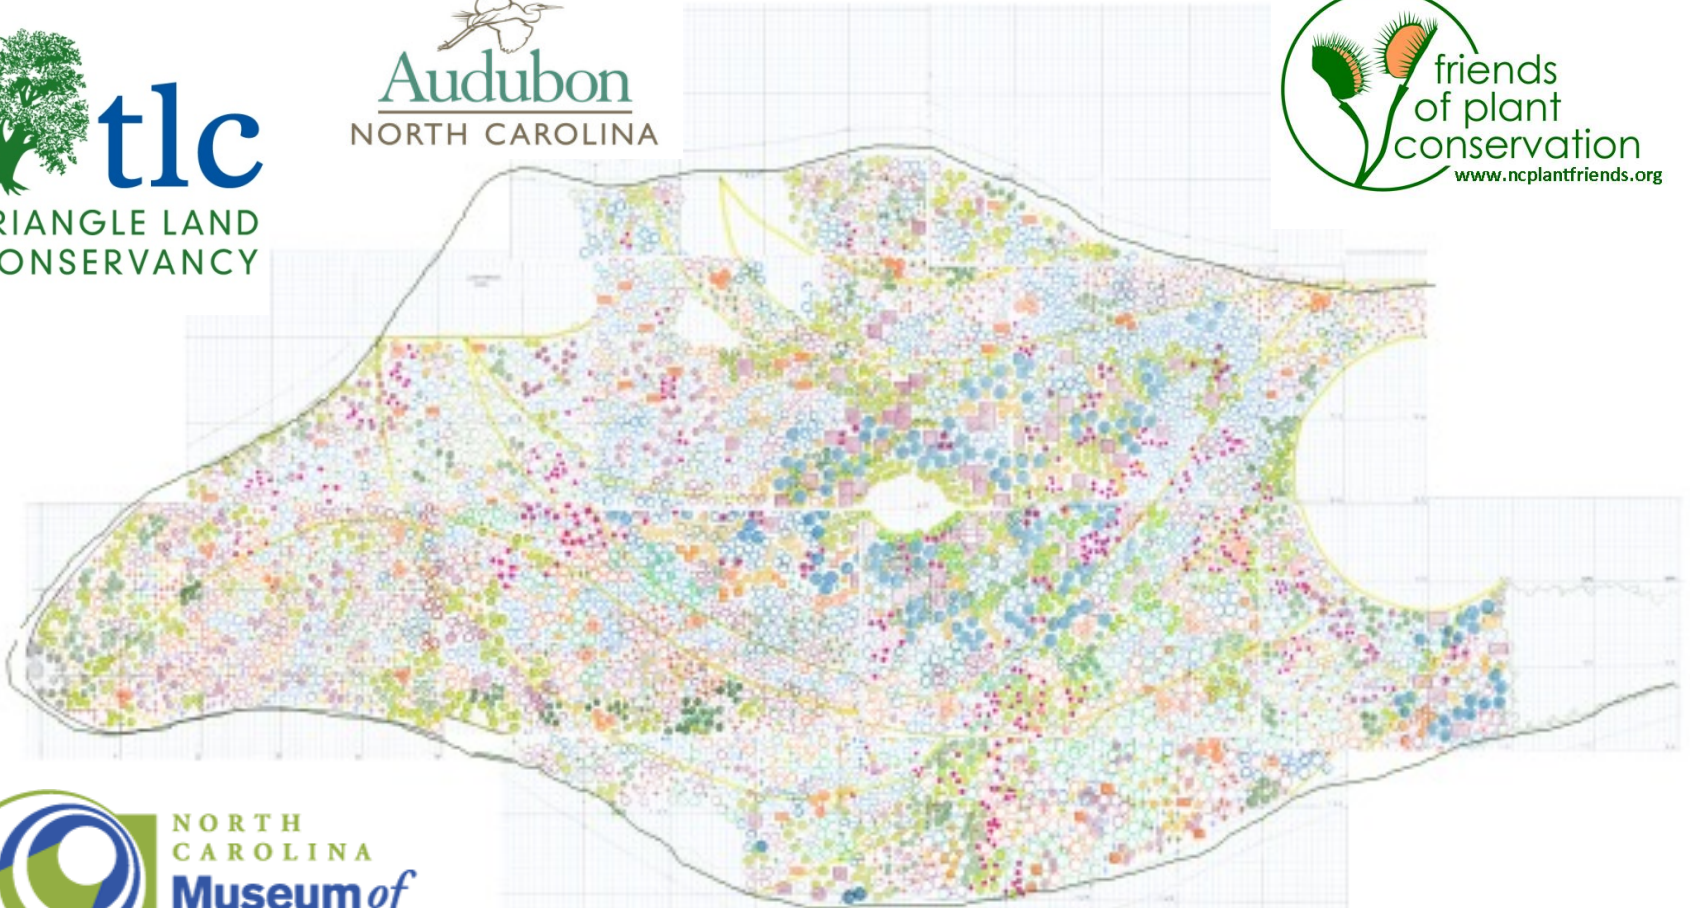 tlc
RIANGLE LAND
ONSERVANCY
Audubon
NORTH CAROLINA
friends
of plant
conservation
www.ncplantfriends.org
NORTH
CAROLINA
Museum of